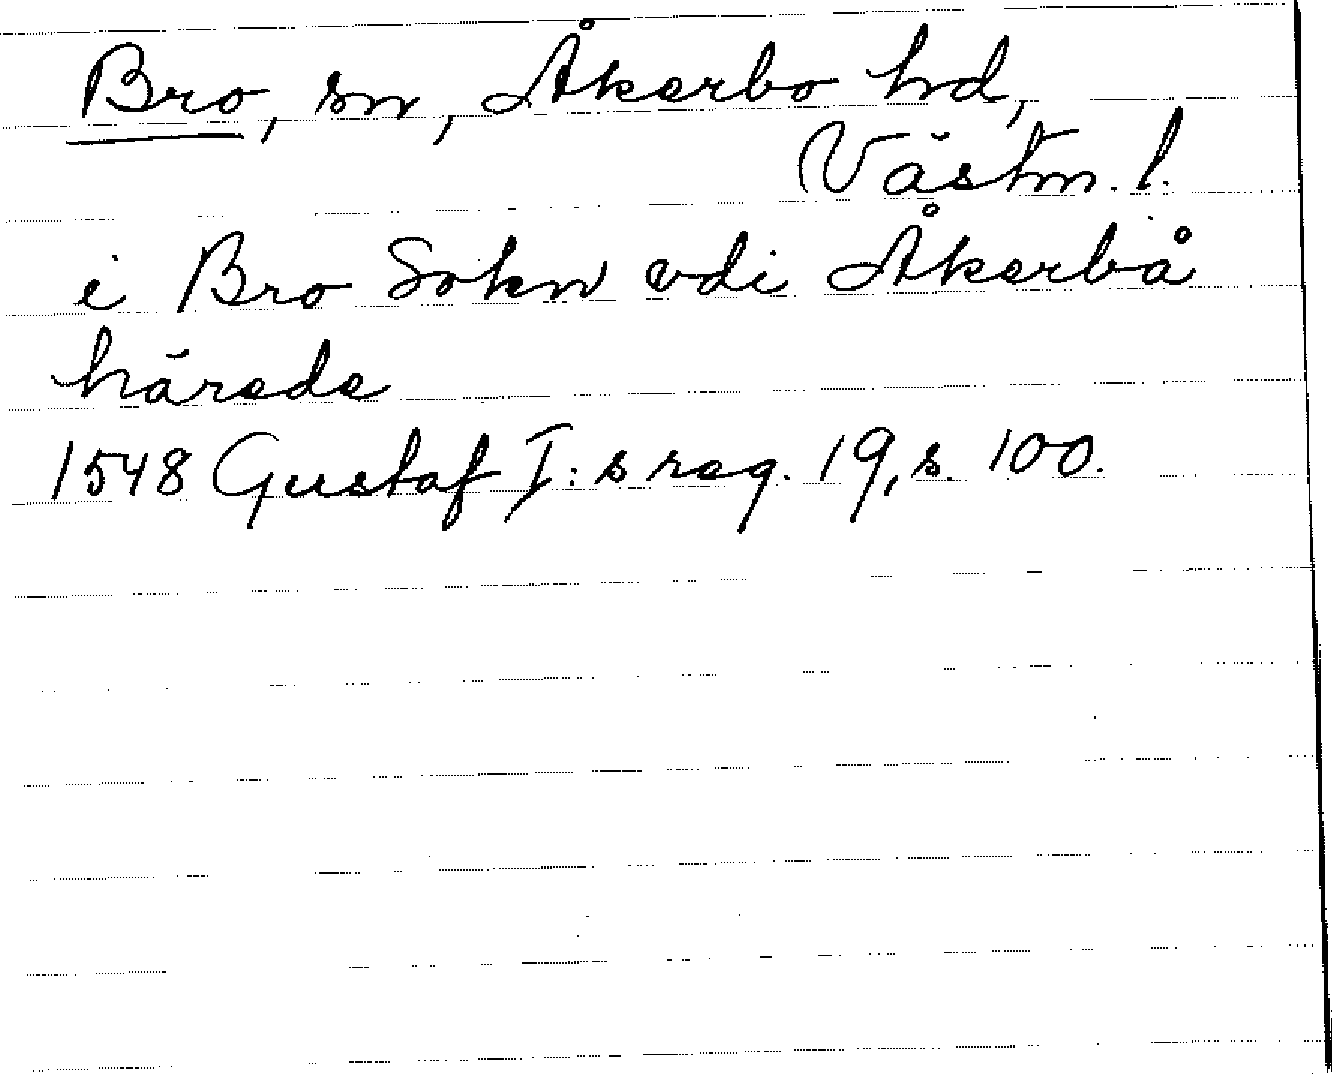 Bro, sn, Åkerbo hd,
Västm. l.
i Bro Sokn vdi Åkerbå
härede
1548 Gustaf I:s reg. 19, s. 100.